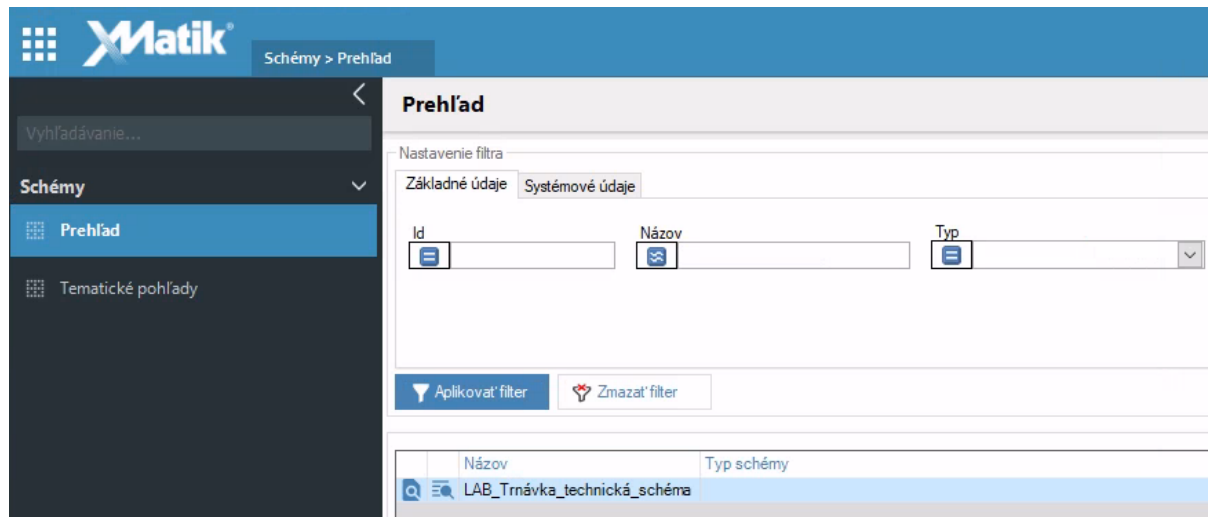 XMatik®
Schémy > Prehľad
Vyhľadávanie...
Schémy
Prehľad
Tematické pohľady
Prehľad
Nastavenie filtra
Základné údaje Systémové údaje
Id Názov Typ
Aplikovať filter Zmazať filter
Názov Typ schémy
LAB_Trnávka_technická_schéma